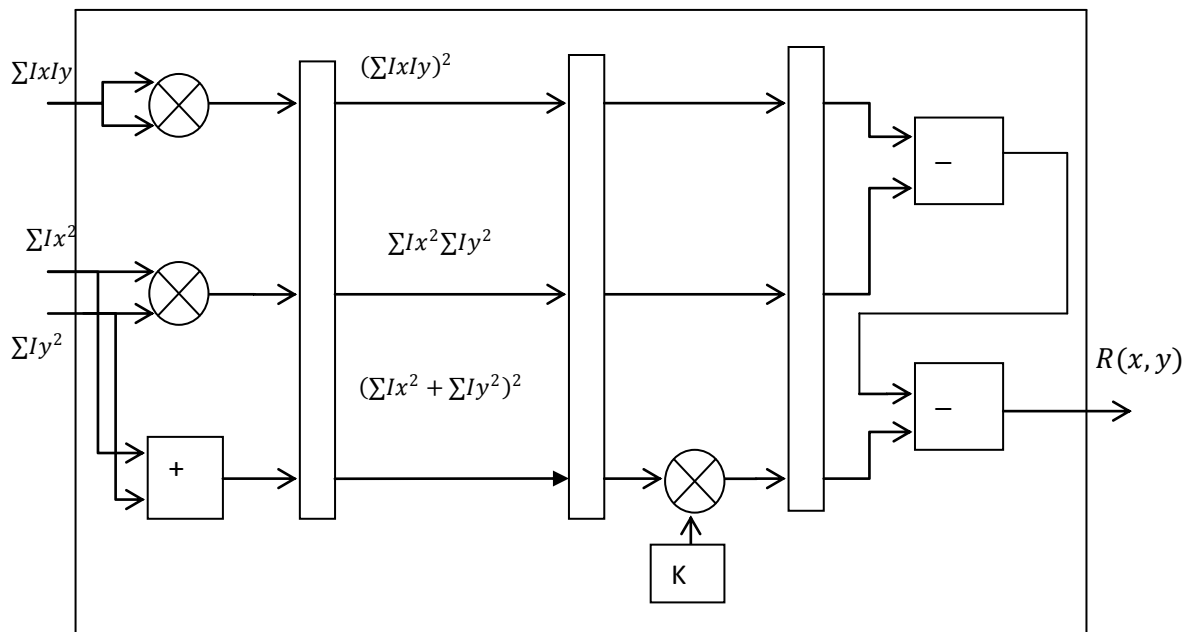 ∑IxIy
(∑IxIy)²
−
∑Ix²
∑Ix²∑Iy²
∑Iy²
(∑Ix² + ∑Iy²)²
R(x, y)
−
+
K